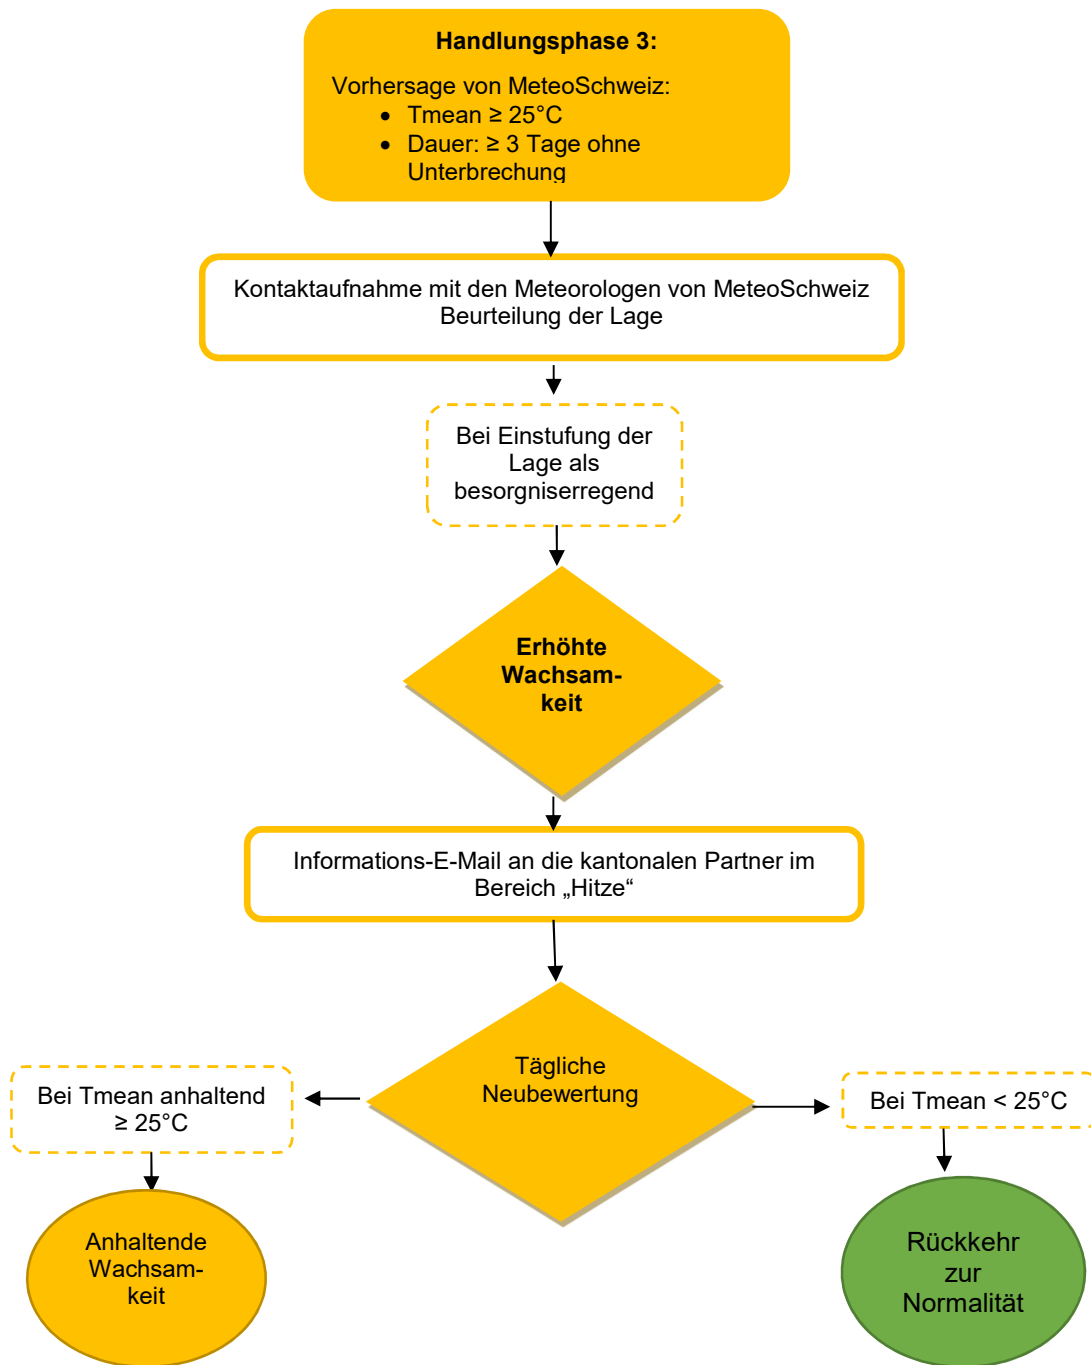 Handlungsphase 3:
Vorhersage von MeteoSchweiz:
• Tmean ≥ 25°C
• Dauer: ≥ 3 Tage ohne
Unterbrechung
Kontaktaufnahme mit den Meteorologen von MeteoSchweiz
Beurteilung der Lage
Bei Einstufung der
Lage als
besorgniserregend
Erhöhte
Wachsam-
keit
Informations-E-Mail an die kantonalen Partner im
Bereich „Hitze“
Tägliche
Neubewertung
Bei Tmean anhaltend
≥ 25°C
Bei Tmean < 25°C
Anhaltende
Wachsam-
keit
Rückkehr
zur
Normalität